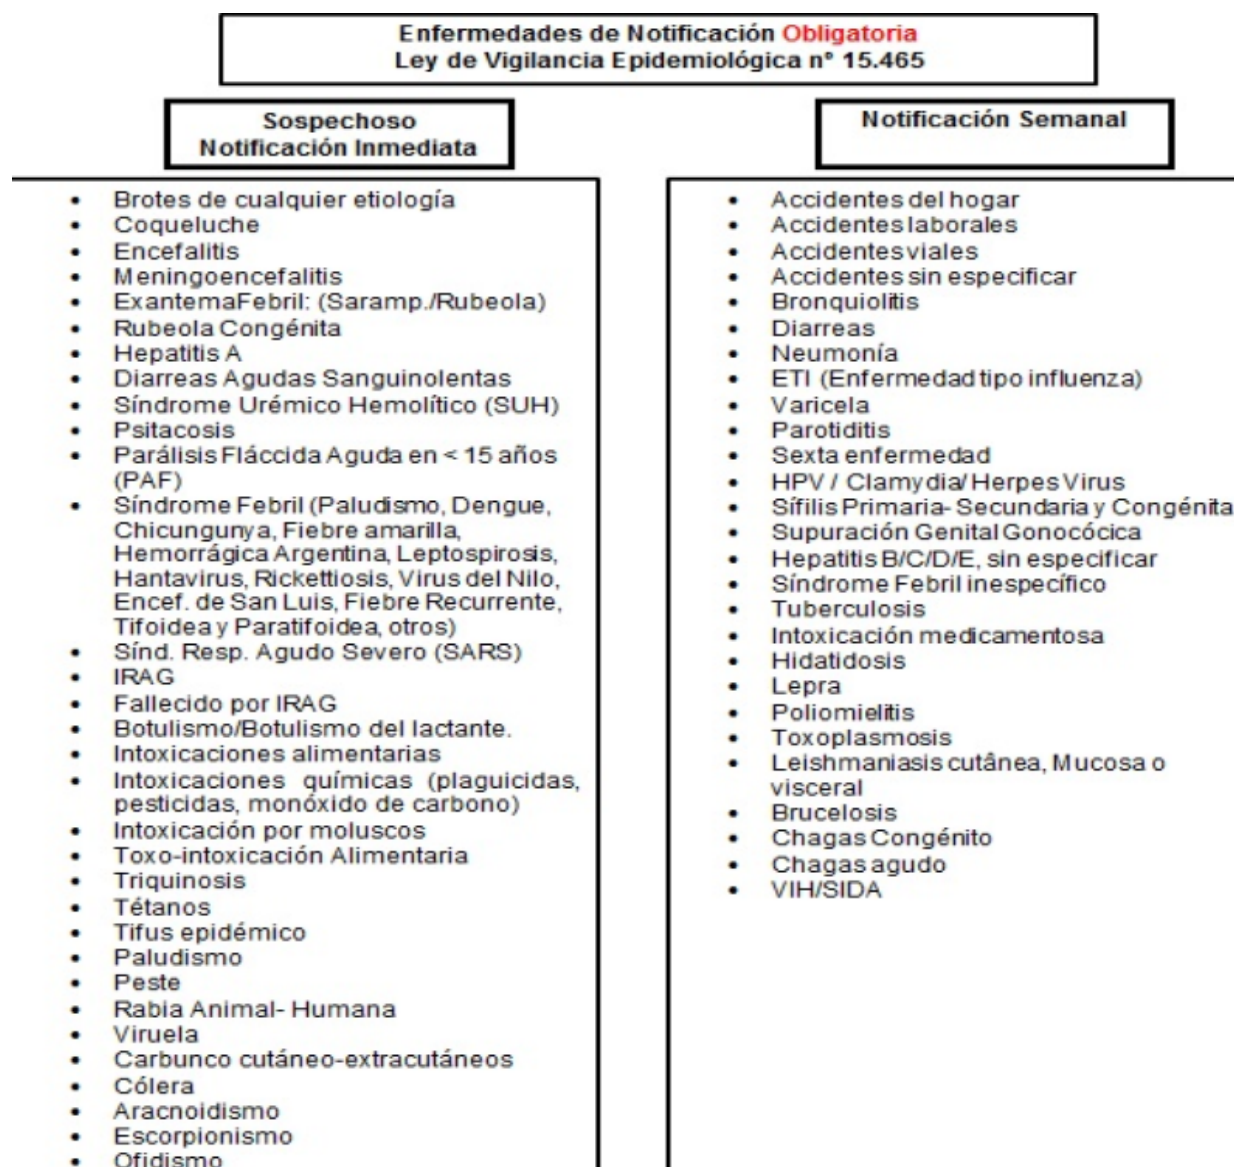 Enfermedades de Notificación Obligatoria
Ley de Vigilancia Epidemiológica n° 15.465
Sospechoso
Notificación Inmediata
• Brotes de cualquier etiología
• Coqueluche
• Encefalitis
• Meningoencefalitis
• ExantemaFebril: (Saramp./Rubeola)
• Rubeola Congénita
• Hepatitis A
• Diarreas Agudas Sanguinolentas
• Síndrome Urémico Hemolítico (SUH)
• Psitacosis
• Parálisis Fláccida Aguda en < 15 años
(PAF)
• Síndrome Febril (Paludismo, Dengue,
Chicungunya, Fiebre amarilla,
Hemorrágica Argentina, Leptospirosis,
Hantavirus, Rickettiosis, Virus del Nilo,
Encef. de San Luis, Fiebre Recurrente,
Tifoidea y Paratifoidea, otros)
• Sínd. Resp. Agudo Severo (SARS)
• IRAG
• Fallecido por IRAG
• Botulismo/Botulismo del lactante.
• Intoxicaciones alimentarias
• Intoxicaciones químicas (plaguicidas,
pesticidas, monóxido de carbono)
• Intoxicación por moluscos
• Toxo-intoxicación Alimentaria
• Triquinosis
• Tétanos
• Tifus epidémico
• Paludismo
• Peste
• Rabia Animal- Humana
• Viruela
• Carbunco cutáneo-extracutáneos
• Cólera
• Aracnoidismo
• Escorpionismo
• Ofidismo
Notificación Semanal
• Accidentes del hogar
• Accidentes laborales
• Accidentes viales
• Accidentes sin especificar
• Bronquiolitis
• Diarreas
• Neumonía
• ETI (Enfermedad tipo influenza)
• Varicela
• Parotiditis
• Sexta enfermedad
• HPV / Clamydia/ Herpes Virus
• Sífilis Primaria- Secundaria y Congénita
• Supuración Genital Gonocócica
• Hepatitis B/C/D/E, sin especificar
• Síndrome Febril inespecífico
• Tuberculosis
• Intoxicación medicamentosa
• Hidatidosis
• Lepra
• Poliomielitis
• Toxoplasmosis
• Leishmaniasis cutânea, Mucosa o
visceral
• Brucelosis
• Chagas Congénito
• Chagas agudo
• VIH/SIDA